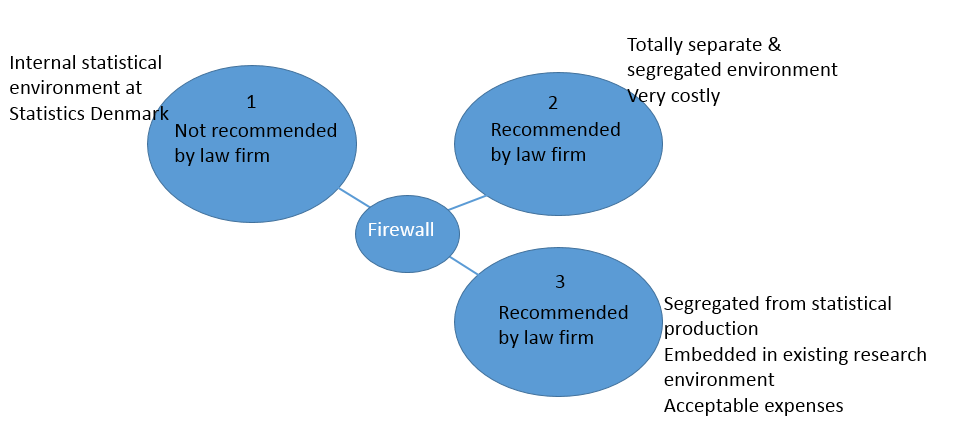 Internal statistical
environment at
Statistics Denmark
1
Not recommended
by law firm
Totally separate &
segregated environment
Very costly
2
Recommended
by law firm
Firewall
3
Recommended
by law firm
Segregated from statistical
production
Embedded in existing research
environment
Acceptable expenses